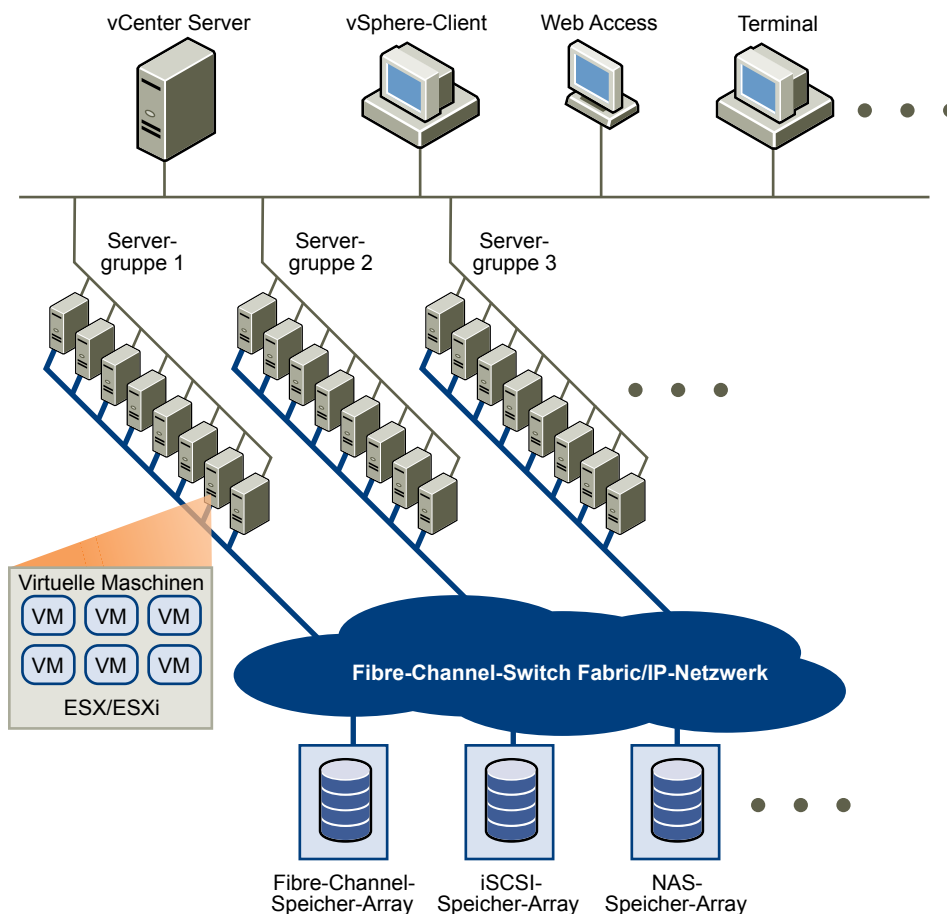 vCenter Server
vSphere-Client
Web Access
Terminal
Server-
gruppe 1
Server-
gruppe 2
Server-
gruppe 3
Virtuelle Maschinen
VM VM VM
VM VM VM
ESX/ESXi
Fibre-Channel-Switch Fabric/IP-Netzwerk
Fibre-Channel-
Speicher-Array
iSCSI-
Speicher-Array
NAS-
Speicher-Array